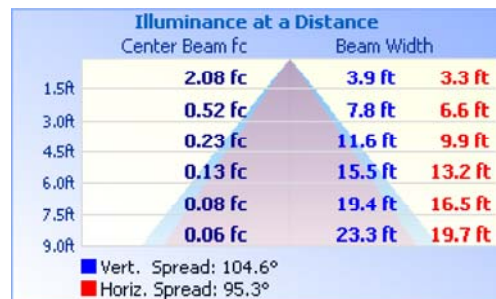 Illuminance at a Distance
Center Beam fc Beam Width
1.5ft 2.08 fc 3.9 ft 3.3 ft
3.0ft 0.52 fc 7.8 ft 6.6 ft
4.5ft 0.23 fc 11.6 ft 9.9 ft
6.0ft 0.13 fc 15.5 ft 13.2 ft
7.5ft 0.08 fc 19.4 ft 16.5 ft
9.0ft 0.06 fc 23.3 ft 19.7 ft
Vert. Spread: 104.6°
Horiz. Spread: 95.3°